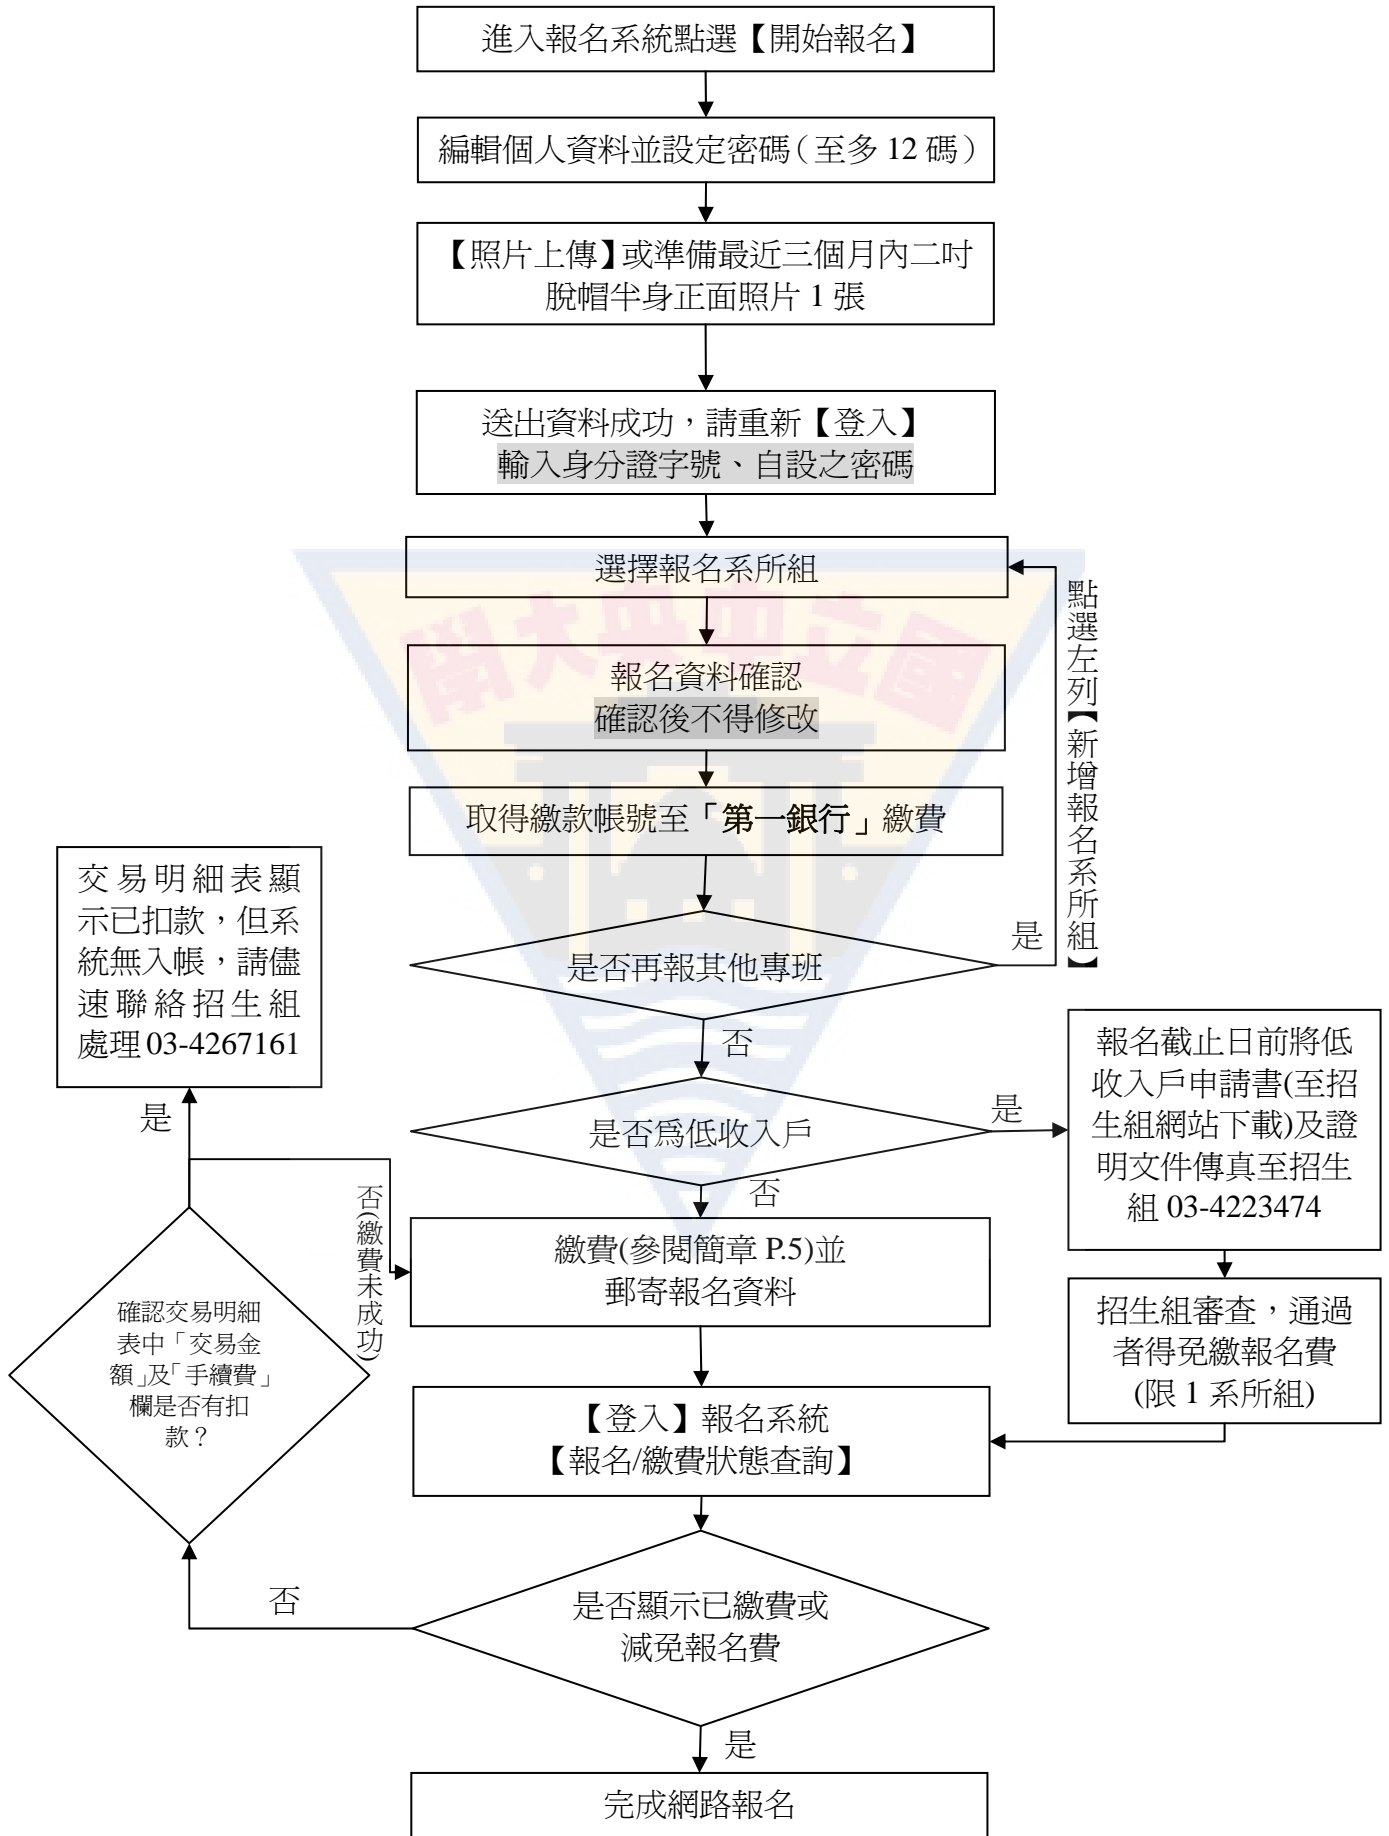 進入報名系統點選【開始報名】
編輯個人資料並設定密碼（至多 12 碼）
【照片上傳】或準備最近三個月內二吋
脫帽半身正面照片 1 張
送出資料成功，請重新【登入】
輸入身分證字號、自設之密碼
選擇報名系所組
國立中央大學
報名資料確認
確認後不得修改
點選左列【新增報名系所組】
取得繳款帳號至「第一銀行」繳費
是否再報其他專班
是
否
交易明細表顯
示已扣款，但系
統無入帳，請儘
速聯絡招生組
處理 03-4267161
是否為低收入戶
是
否
報名截止日前將低
收入戶申請書(至招
生組網站下載)及證
明文件傳真至招生
組 03-4223474
是
否(繳費未成功)
繳費(參閱簡章 P.5)並
郵寄報名資料
招生組審查，通過
者得免繳報名費
(限 1 系所組)
確認交易明細
表中「交易金
額」及「手續費」
欄是否有扣
款？
【登入】報名系統
【報名/繳費狀態查詢】
否
是否顯示已繳費或
減免報名費
是
完成網路報名